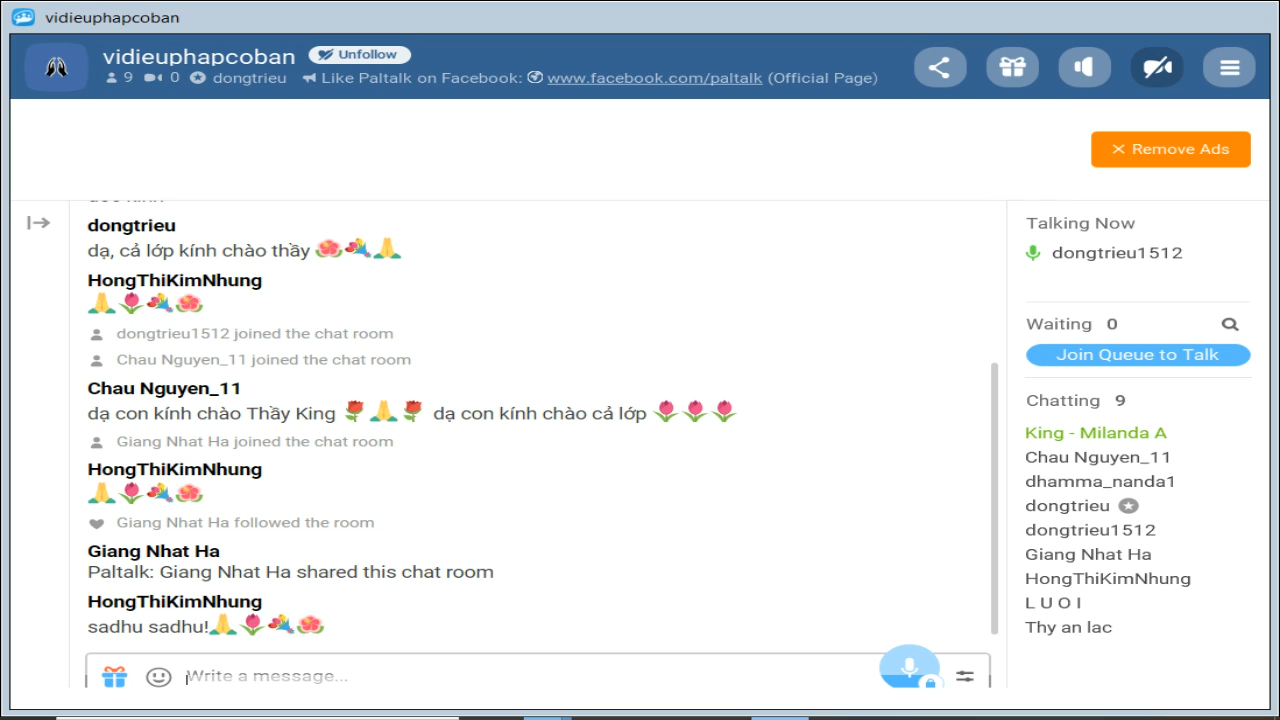 vidieuphapcoban
vidieuphapcoban Unfollow
9 0 dongtrieu Like Paltalk on Facebook: www.facebook.com/paltalk (Official Page)
Remove Ads
dongtrieu
dạ, cả lớp kính chào thầy 🌺💐🙏
HongThiKimNhung
🙏🌷💐🌺
dongtrieu1512 joined the chat room
Chau Nguyen_11 joined the chat room
Chau Nguyen_11
dạ con kính chào Thầy King 🌹🙏🌹 dạ con kính chào cả lớp 🌷🌷🌷
Giang Nhat Ha joined the chat room
HongThiKimNhung
🙏🌷💐🌺
Giang Nhat Ha followed the room
Giang Nhat Ha
Paltalk: Giang Nhat Ha shared this chat room
HongThiKimNhung
sadhu sadhu!🙏🌷💐🌺
Write a message...
Talking Now
dongtrieu1512
Waiting 0
Join Queue to Talk
Chatting 9
King - Milanda A
Chau Nguyen_11
dhamma_nanda1
dongtrieu
dongtrieu1512
Giang Nhat Ha
HongThiKimNhung
L U O I
Thy an lac